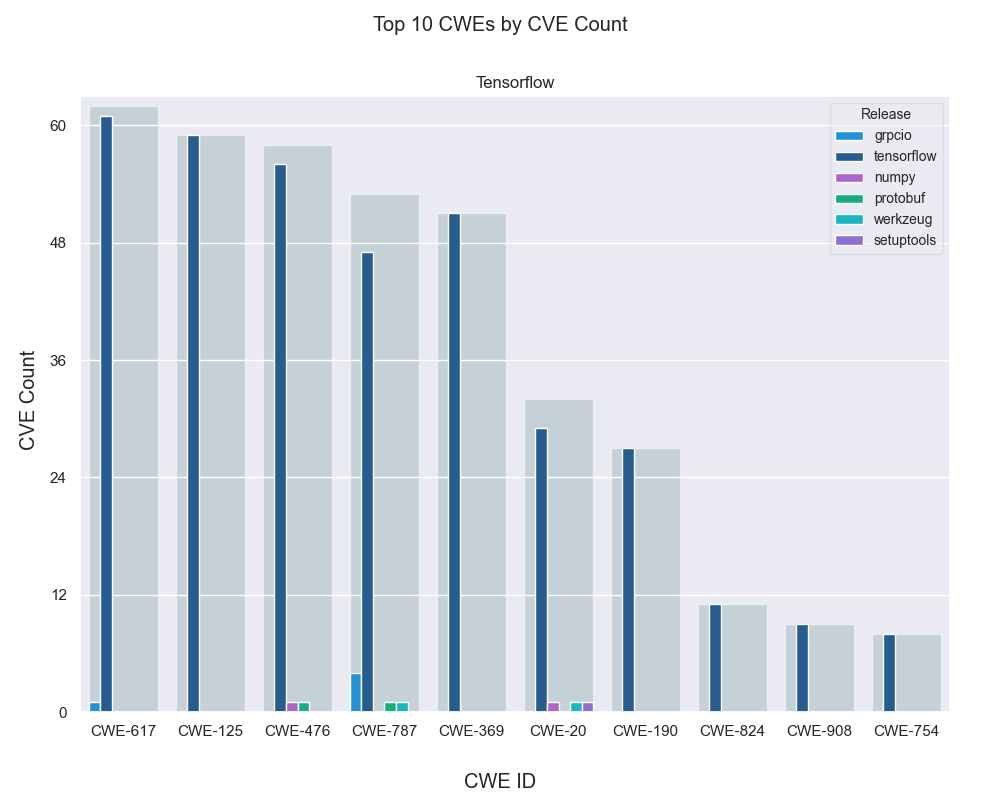 Top 10 CWEs by CVE Count
Tensorflow
Release
grpcio
tensorflow
numpy
protobuf
werkzeug
setuptools
CVE Count
60
48
36
24
12
0
CWE-617 CWE-125 CWE-476 CWE-787 CWE-369 CWE-20 CWE-190 CWE-824 CWE-908 CWE-754
CWE ID